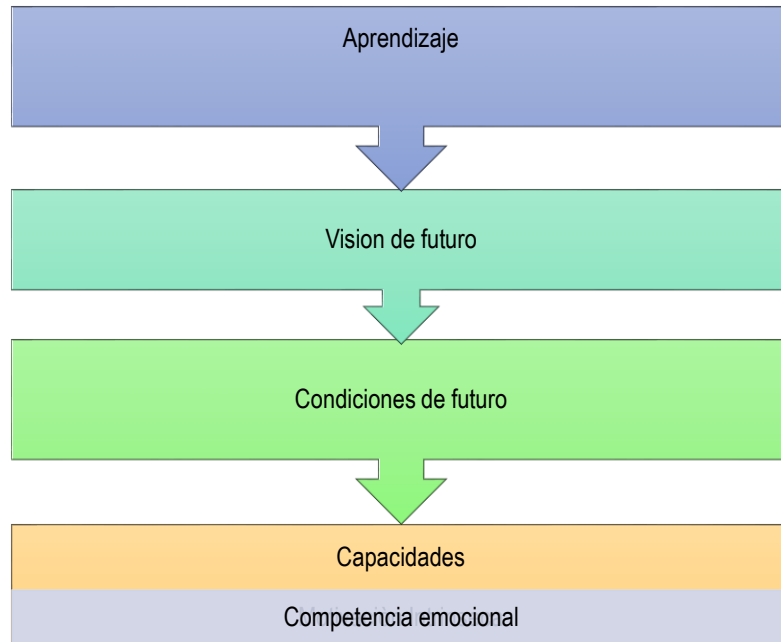 Aprendizaje
Vision de futuro
Condiciones de futuro
Capacidades
Competencia emocional